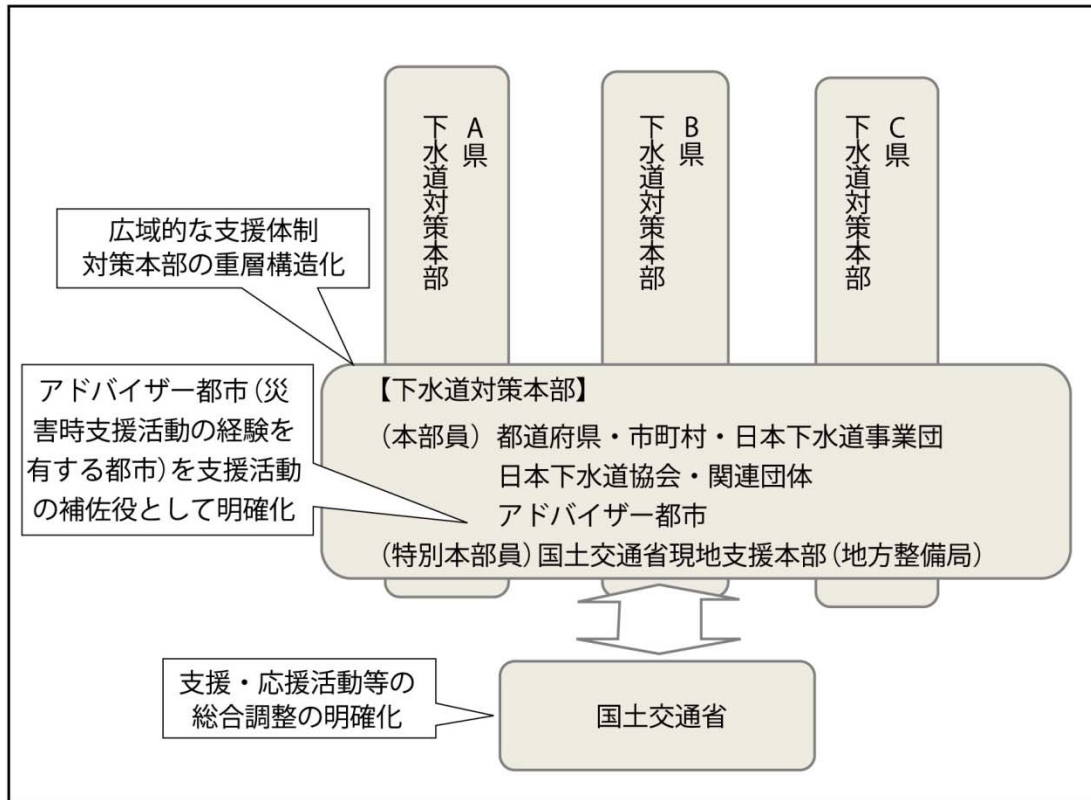 A県
下水道対策本部
B県
下水道対策本部
C県
下水道対策本部
広域的な支援体制
対策本部の重層構造化
アドバイザー都市（災
害時支援活動の経験を
有する都市）を支援活動
の補佐役として明確化
【下水道対策本部】
（本部員）都道府県・市町村・日本下水道事業団
日本下水道協会・関連団体
アドバイザー都市
（特別本部員）国土交通省現地支援本部（地方整備局）
支援・応援活動等の
総合調整の明確化
国土交通省